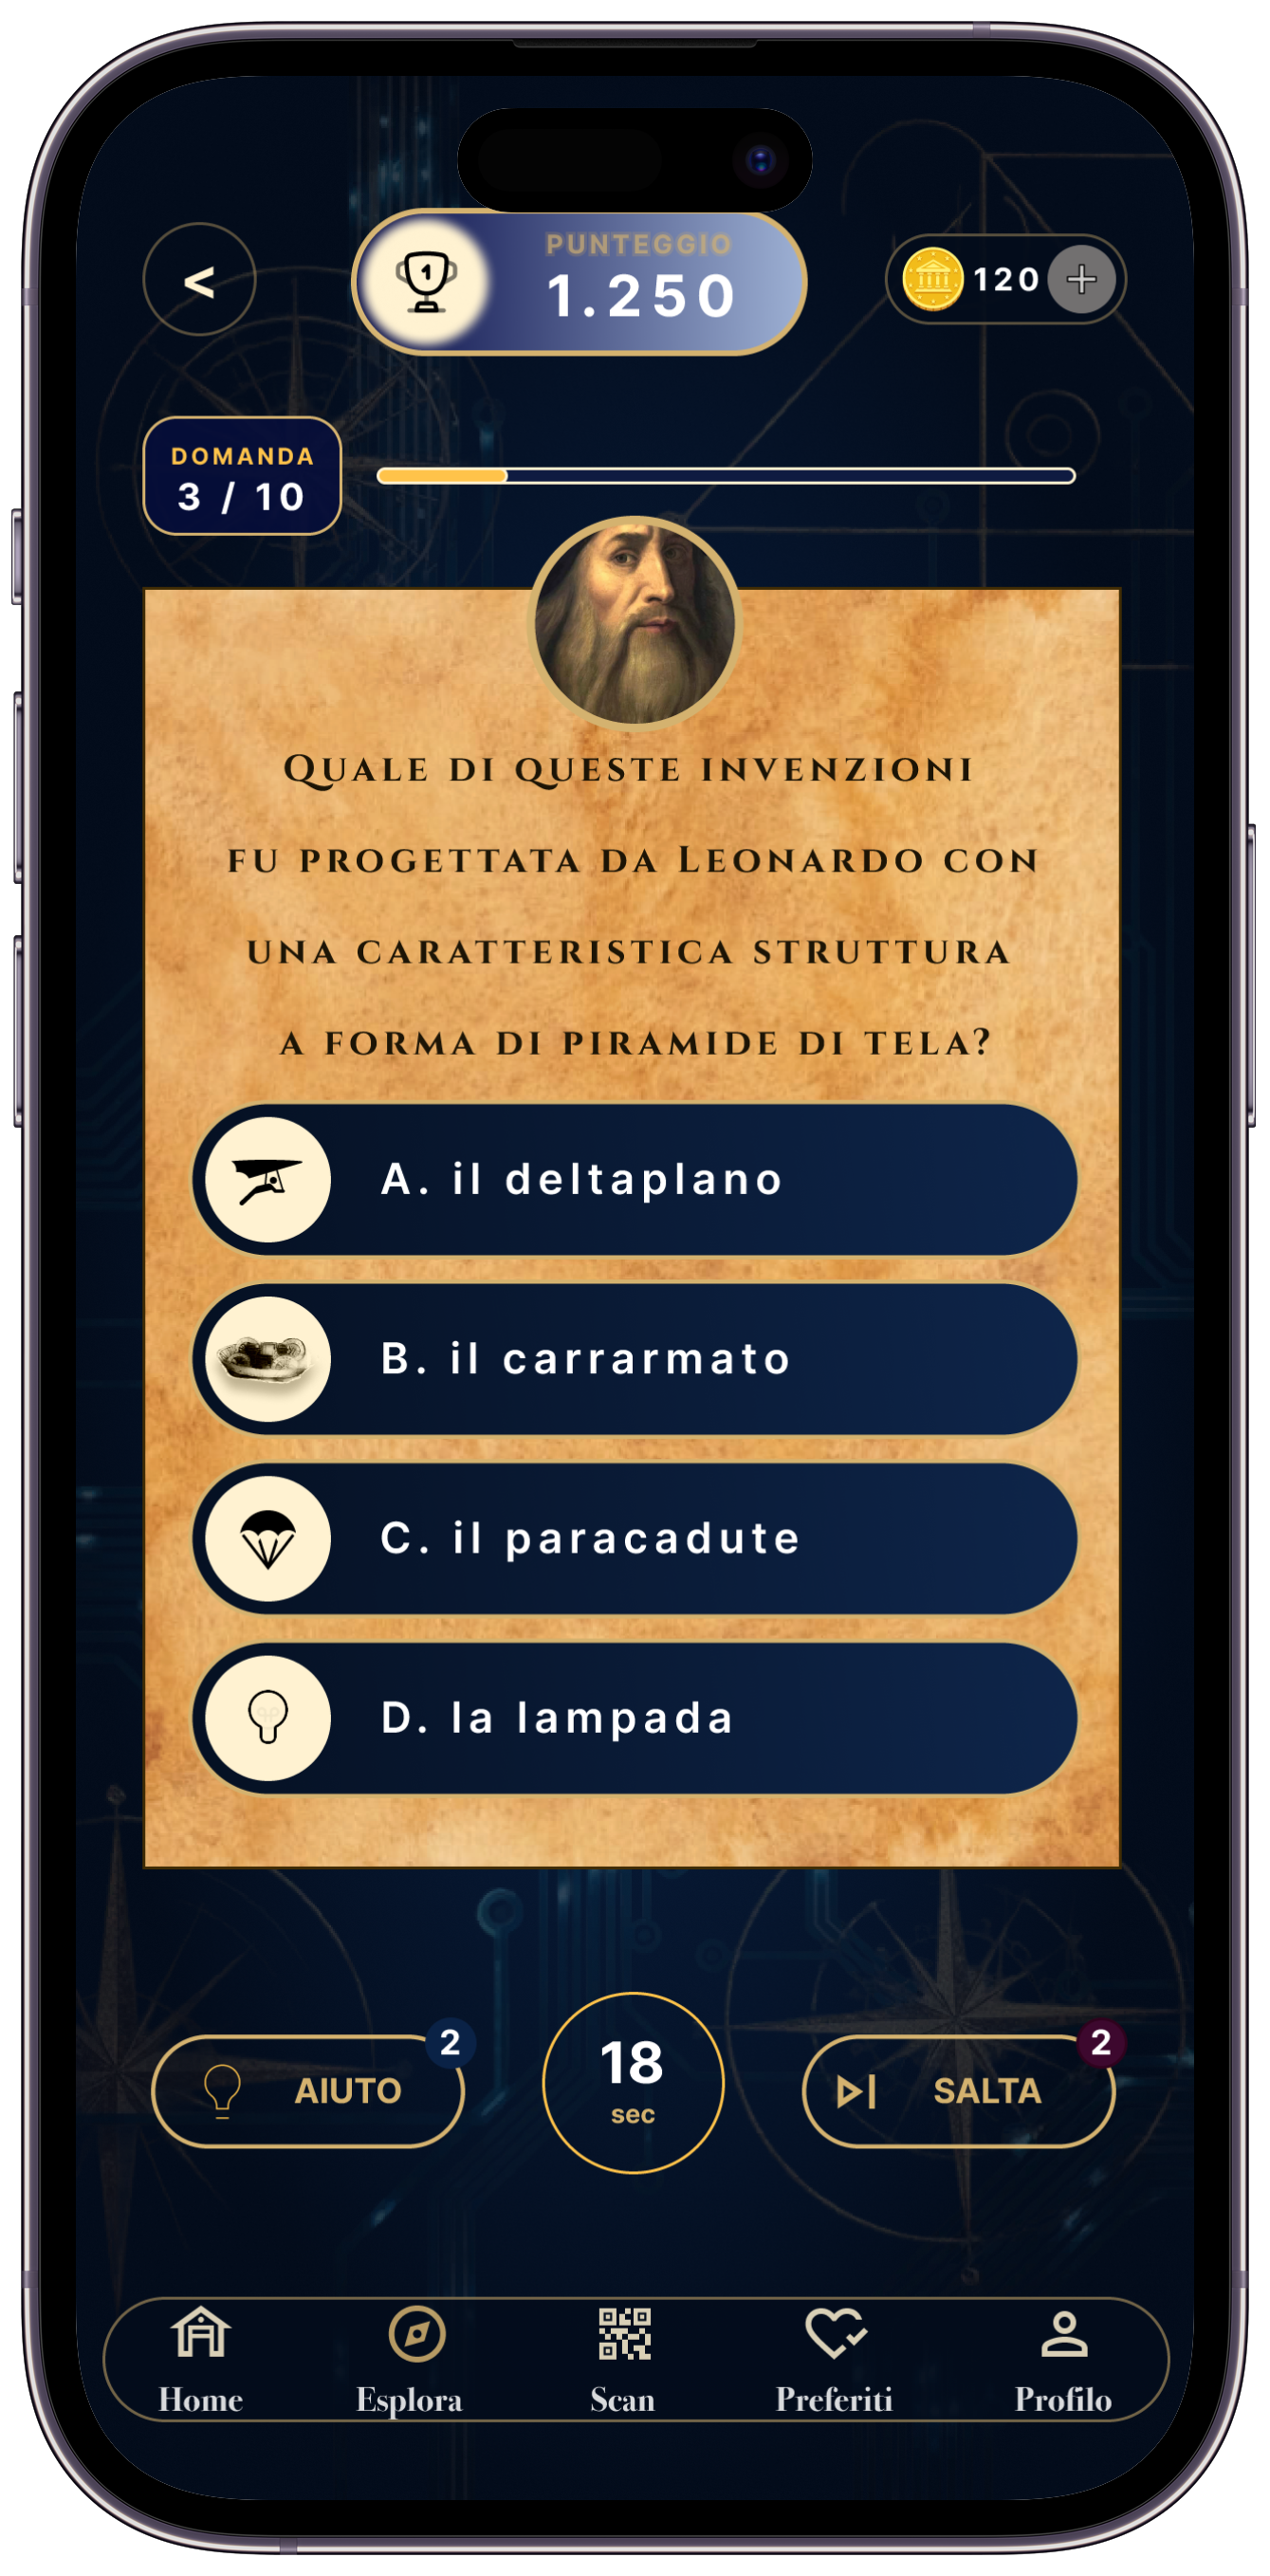 <
1
PUNTEGGIO
1.250
120
DOMANDA
3 / 10
Quale di queste invenzioni
fu progettata da Leonardo con
una caratteristica struttura
a forma di piramide di tela?
A. il deltaplano
B. il carrarmato
C. il paracadute
D. la lampada
AIUTO
2
18
sec
SALTA
2
Home
Esplora
Scan
Preferiti
Profilo